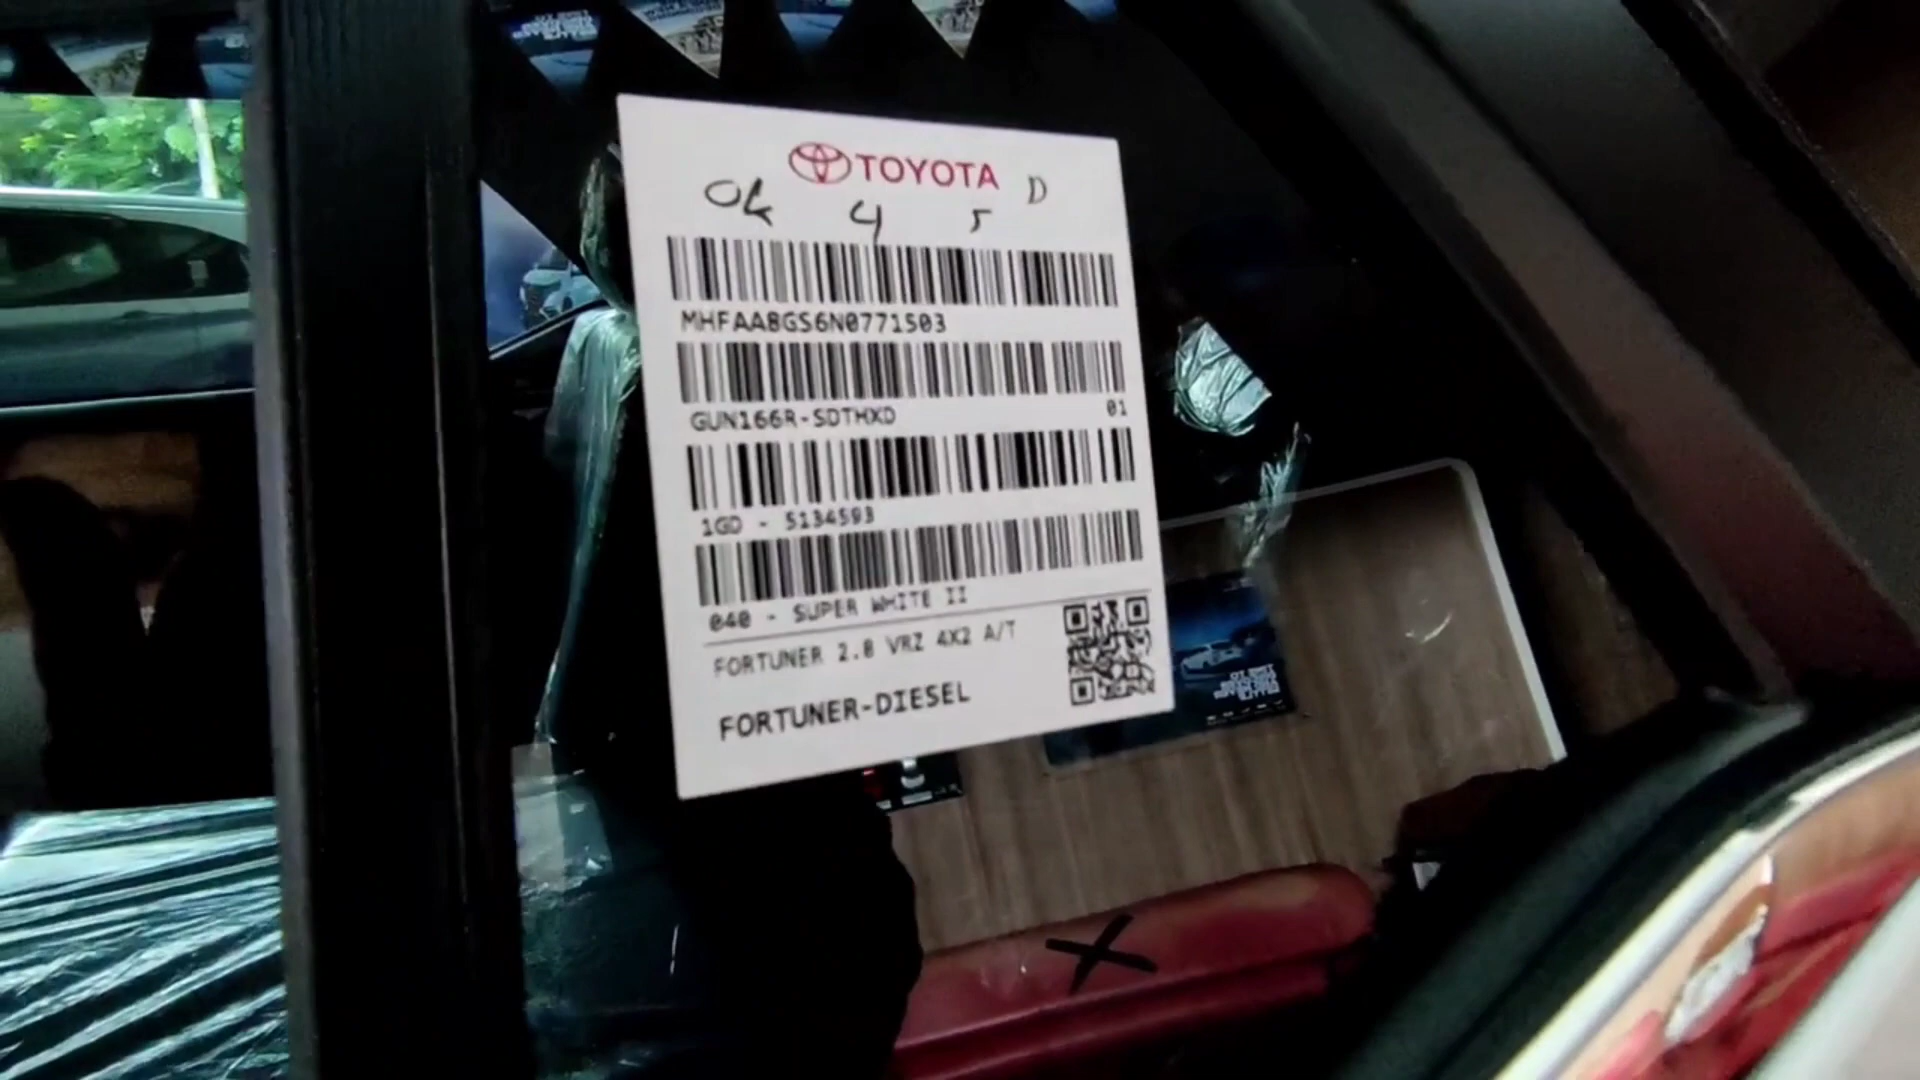 TOYOTA
OK 4 5 D
MHFAABGS6N0771503
GUN166R-SDTHXD 01
1GD - 5134593
040 - SUPER WHITE II
FORTUNER 2.8 VRZ 4X2 A/T
FORTUNER-DIESEL